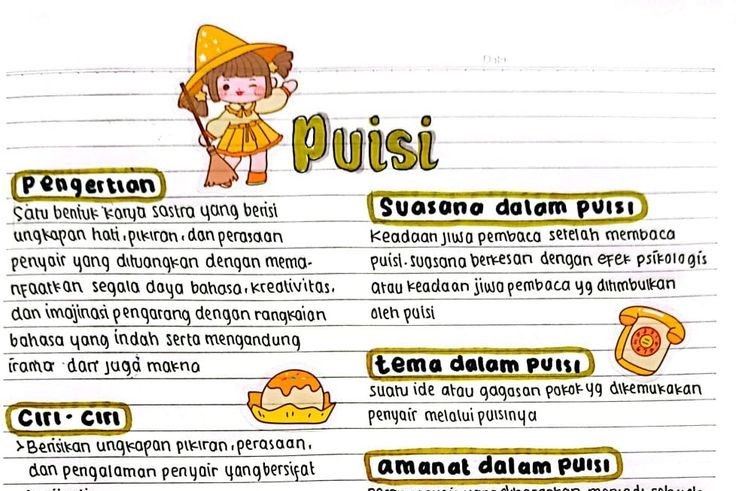 Date
Puisi
Pengertian
Satu bentuk karya sastra yang berisi
ungkapan hati, pikiran, dan perasaan
penyair yang dituangkan dengan mema-
nfaatkan segala daya bahasa, kreativitas,
dan imajinasi pengarang dengan rangkaian
bahasa yang indah serta mengandung
irama dan juga makna
Ciri - Ciri
>Berisikan ungkapan pikiran, perasaan,
dan pengalaman penyair yang bersifat
Suasana dalam puisi
Keadaan jiwa pembaca setelah membaca
puisi. suasana berkesan dengan efek psikologis
atau keadaan jiwa pembaca yg ditimbulkan
oleh puisi
tema dalam puisi
suatu ide atau gagasan pokok yg dikemukakan
penyair melalui puisinya
amanat dalam puisi